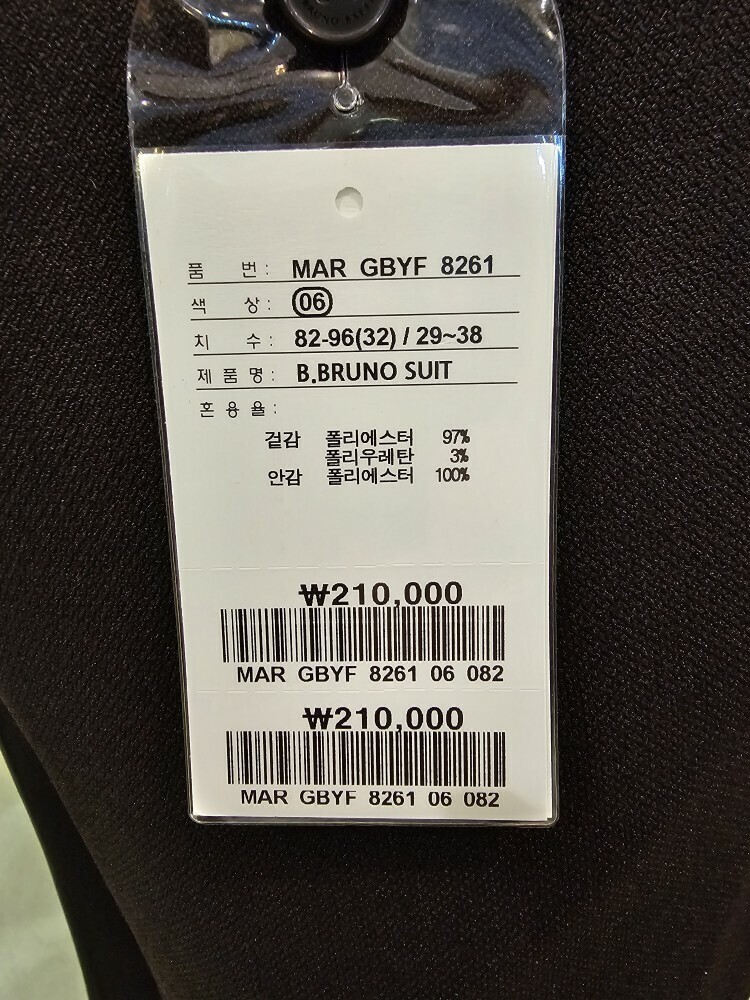 품 번 : MAR GBYF 8261
색 상 : 06
치 수 : 82-96(32) / 29~38
제 품 명 : B.BRUNO SUIT
혼 용 율 :
겉감 폴리에스터 97%
폴리우레탄 3%
안감 폴리에스터 100%
₩210,000
MAR GBYF 8261 06 082
₩210,000
MAR GBYF 8261 06 082